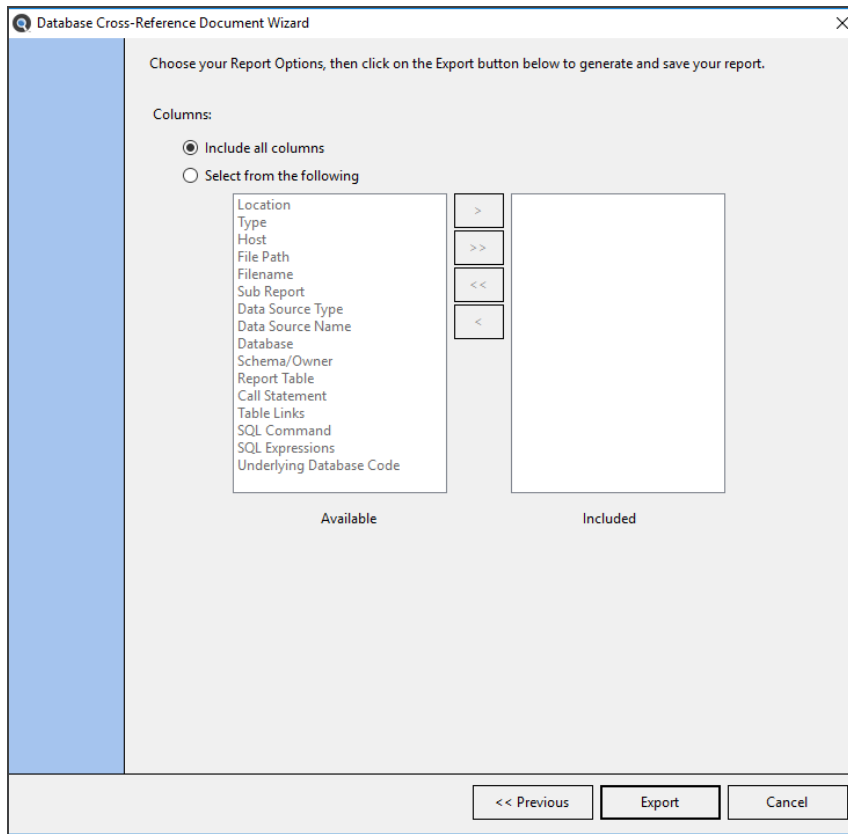 Database Cross-Reference Document Wizard
Choose your Report Options, then click on the Export button below to generate and save your report.
Columns:
Include all columns
Select from the following
Location
Type
Host
File Path
Filename
Sub Report
Data Source Type
Data Source Name
Database
Schema/Owner
Report Table
Call Statement
Table Links
SQL Command
SQL Expressions
Underlying Database Code
>
>>
<<
<
Available
Included
<< Previous
Export
Cancel